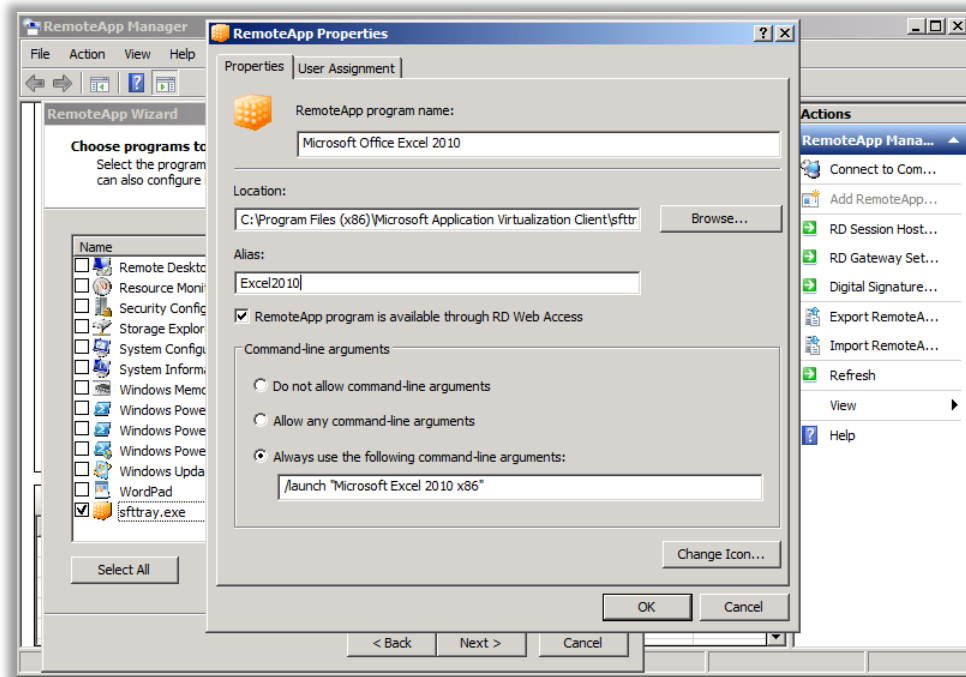 RemoteApp Manager
File Action View Help
RemoteApp Wizard
Choose programs to
Select the program
can also configure
Name
Remote Deskto
Resource Moni
Security Config
Storage Explor
System Configu
System Informa
Windows Memo
Windows Powe
Windows Powe
Windows Powe
Windows Upda
WordPad
sfttray.exe
Select All
< Back Next > Cancel
RemoteApp Properties
Properties User Assignment
RemoteApp program name:
Microsoft Office Excel 2010
Location:
C:\Program Files (x86)\Microsoft Application Virtualization Client\sfttr
Browse...
Alias:
Excel2010
RemoteApp program is available through RD Web Access
Command-line arguments
Do not allow command-line arguments
Allow any command-line arguments
Always use the following command-line arguments:
/launch "Microsoft Excel 2010 x86"
Change Icon...
OK Cancel
Actions
RemoteApp Mana...
Connect to Com...
Add RemoteApp...
RD Session Host...
RD Gateway Set...
Digital Signature...
Export RemoteA...
Import RemoteA...
Refresh
View
Help